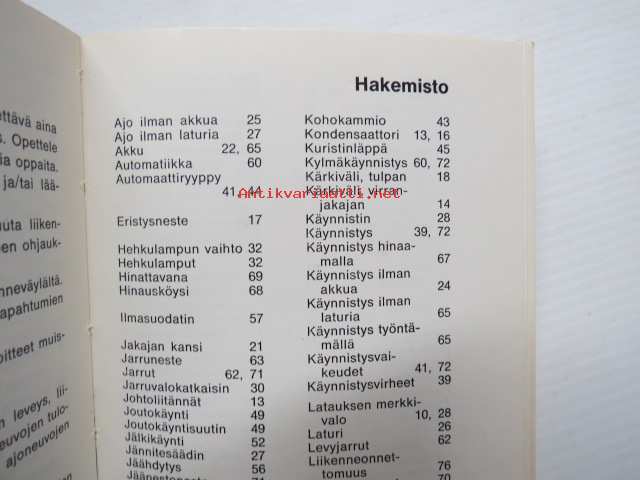 ettävä aina
s. Opettele
ia oppaita.
ja/tai lää-
uuta liiken-
een ohjauk-
nneväylältä.
apahtumien
oitteet muis-
n leveys, lii-
euvojen tulo-
ajoneuvojen
Hakemisto
Ajo ilman akkua 25
Ajo ilman laturia 27
Akku 22, 65
Automatiikka 60
Automaattiryyppy
41, 44
Eristysneste 17
Hehkulampun vaihto 32
Hehkulamput 32
Hinattavana 69
Hinausköysi 68
Ilmasuodatin 57
Jakajan kansi 21
Jarruneste 63
Jarrut 62, 71
Jarruvalokatkaisin 30
Johtoliitännät 13
Joutokäynti 49
Joutokäyntisuutin 49
Jälkikäynti 52
Jännitesäädin 27
Jäähdytys 56
Kohokammio 43
Kondensaattori 13, 16
Kuristinläppä 45
Kylmäkäynnistys 60, 72
Kärkiväli, tulpan 18
Kärkiväli, virran-
jakajan 14
Käynnistin 28
Käynnistys 39, 72
Käynnistys hinaa-
malla 67
Käynnistys ilman
akkua 24
Käynnistys ilman
laturia 65
Käynnistys työntä-
mällä 65
Käynnistysvai-
keudet 41, 72
Käynnistysvirheet 39
Latauksen merkki-
valo 10, 28
Laturi 26
Levyjarrut 62
Liikenneonnet-
tomuus 76
Antikvariaatti.net